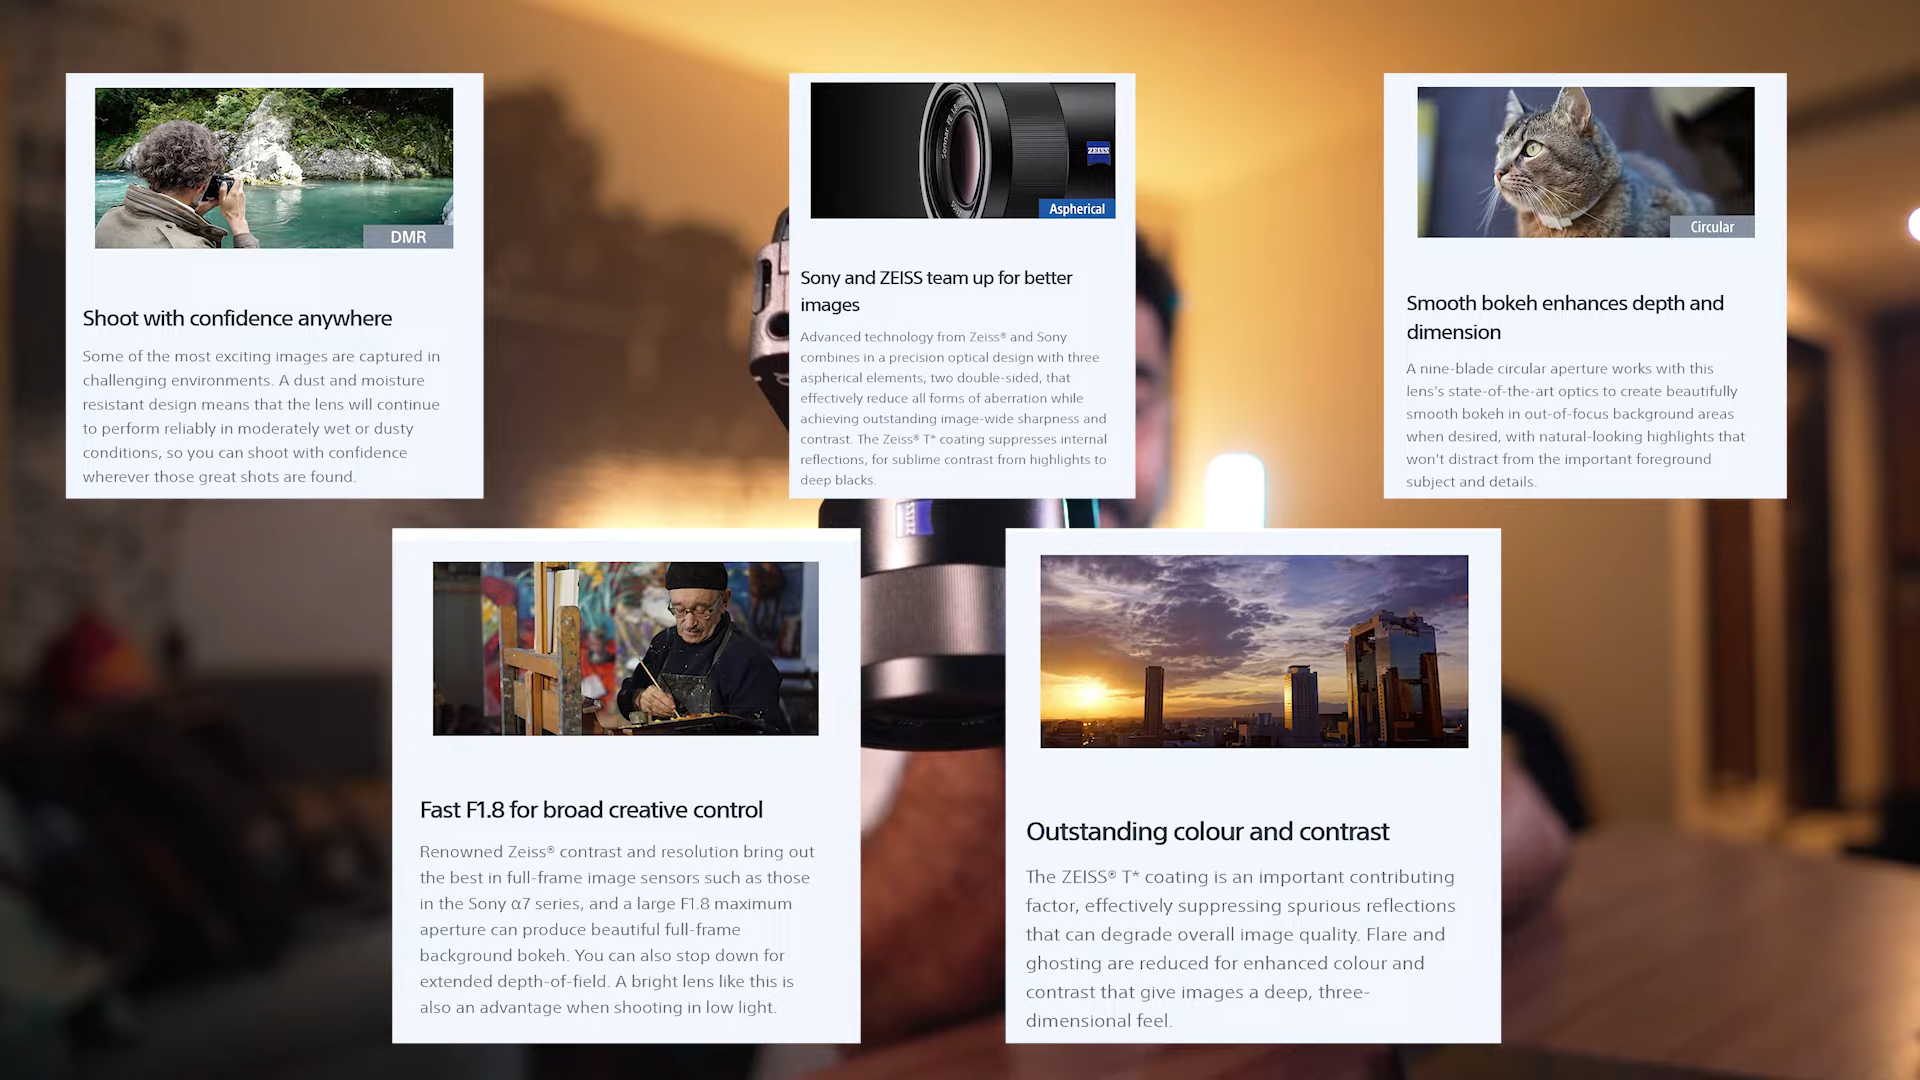 DMR
Shoot with confidence anywhere
Some of the most exciting images are captured in
challenging environments. A dust and moisture
resistant design means that the lens will continue
to perform reliably in moderately wet or dusty
conditions, so you can shoot with confidence
wherever those great shots are found.
Sonnar FE 1.8/55
ZEISS
Aspherical
Sony and ZEISS team up for better
images
Advanced technology from Zeiss® and Sony
combines in a precision optical design with three
aspherical elements, two double-sided, that
effectively reduce all forms of aberration while
achieving outstanding image-wide sharpness and
contrast. The Zeiss® T* coating suppresses internal
reflections, for sublime contrast from highlights to
deep blacks.
Circular
Smooth bokeh enhances depth and
dimension
A nine-blade circular aperture works with this
lens's state-of-the-art optics to create beautifully
smooth bokeh in out-of-focus background areas
when desired, with natural-looking highlights that
won't distract from the important foreground
subject and details.
ZEISS
Fast F1.8 for broad creative control
Renowned Zeiss® contrast and resolution bring out
the best in full-frame image sensors such as those
in the Sony α7 series, and a large F1.8 maximum
aperture can produce beautiful full-frame
background bokeh. You can also stop down for
extended depth-of-field. A bright lens like this is
also an advantage when shooting in low light.
Outstanding colour and contrast
The ZEISS® T* coating is an important contributing
factor, effectively suppressing spurious reflections
that can degrade overall image quality. Flare and
ghosting are reduced for enhanced colour and
contrast that give images a deep, three-
dimensional feel.